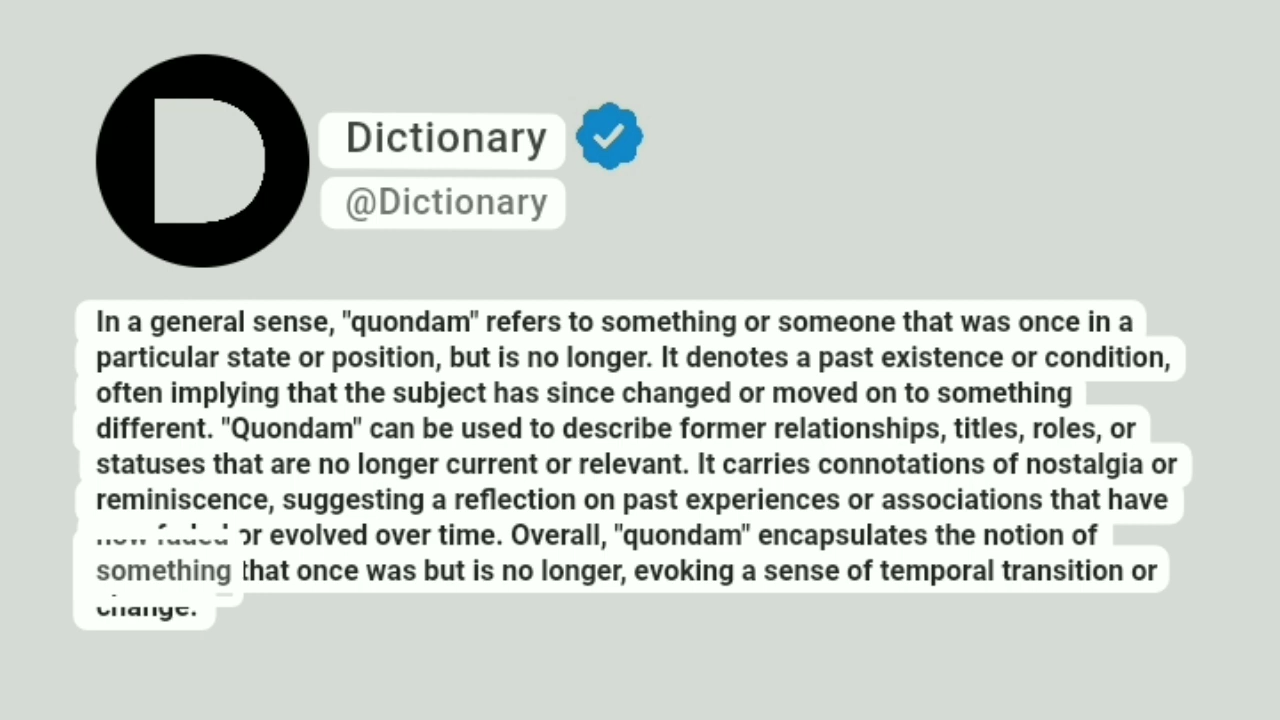 D
Dictionary
@Dictionary
In a general sense, "quondam" refers to something or someone that was once in a
particular state or position, but is no longer. It denotes a past existence or condition,
often implying that the subject has since changed or moved on to something
different. "Quondam" can be used to describe former relationships, titles, roles, or
statuses that are no longer current or relevant. It carries connotations of nostalgia or
reminiscence, suggesting a reflection on past experiences or associations that have
now faded or evolved over time. Overall, "quondam" encapsulates the notion of
something that once was but is no longer, evoking a sense of temporal transition or
change.